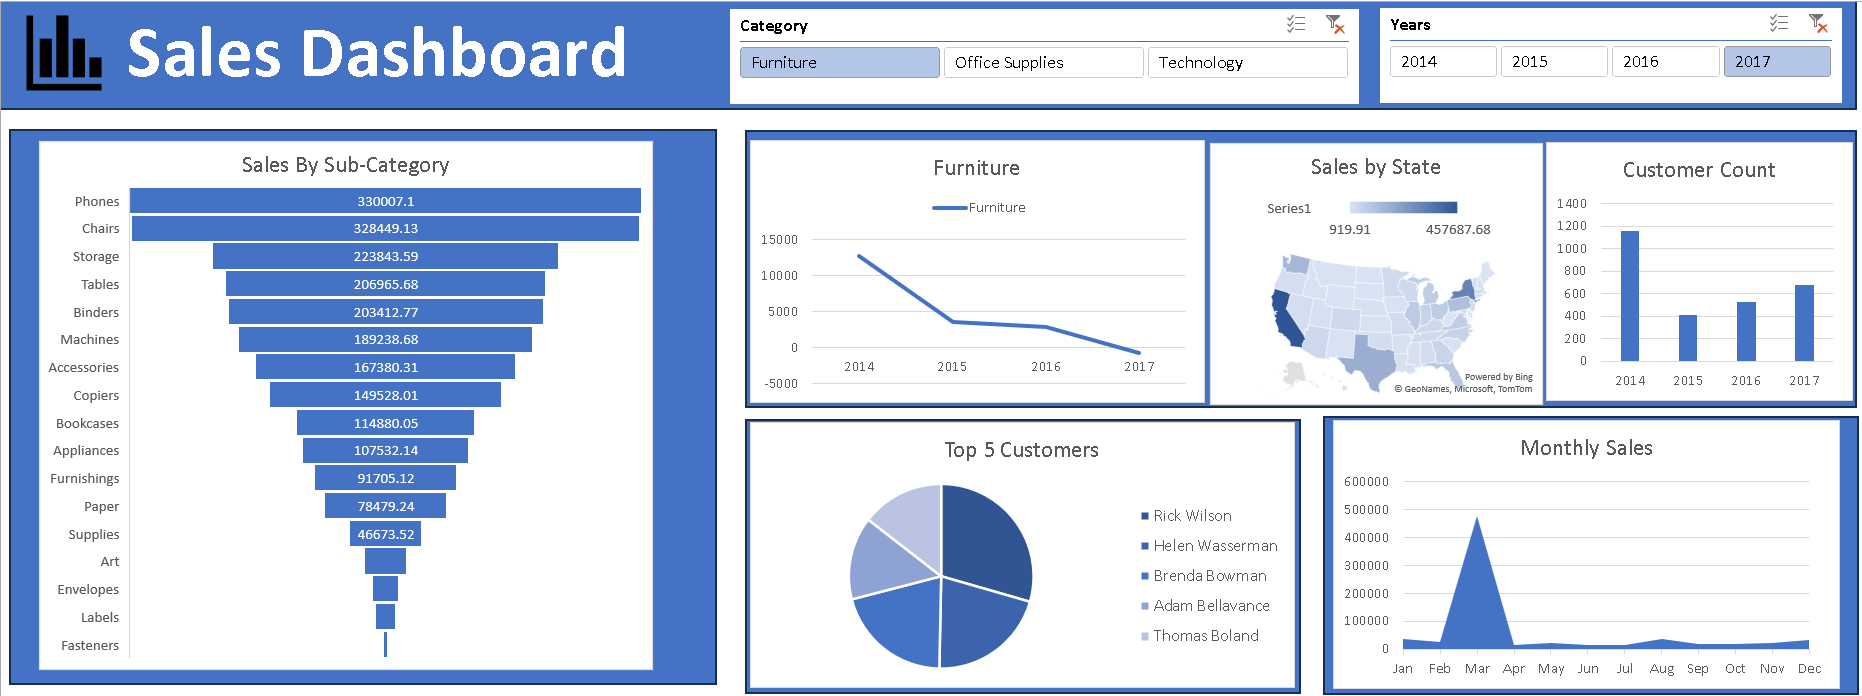 Sales Dashboard
Category
Furniture
Office Supplies
Technology
Years
2014
2015
2016
2017
Sales By Sub-Category
Phones 330007.1
Chairs 328449.13
Storage 223843.59
Tables 206965.68
Binders 203412.77
Machines 189238.68
Accessories 167380.31
Copiers 149528.01
Bookcases 114880.05
Appliances 107532.14
Furnishings 91705.12
Paper 78479.24
Supplies 46673.52
Art
Envelopes
Labels
Fasteners
Furniture
Furniture
15000
10000
5000
0
-5000
2014 2015 2016 2017
Sales by State
Series1
919.91 457687.68
Powered by Bing
© GeoNames, Microsoft, TomTom
Customer Count
1400
1200
1000
800
600
400
200
0
2014 2015 2016 2017
Top 5 Customers
Rick Wilson
Helen Wasserman
Brenda Bowman
Adam Bellavance
Thomas Boland
Monthly Sales
600000
500000
400000
300000
200000
100000
0
Jan Feb Mar Apr May Jun Jul Aug Sep Oct Nov Dec